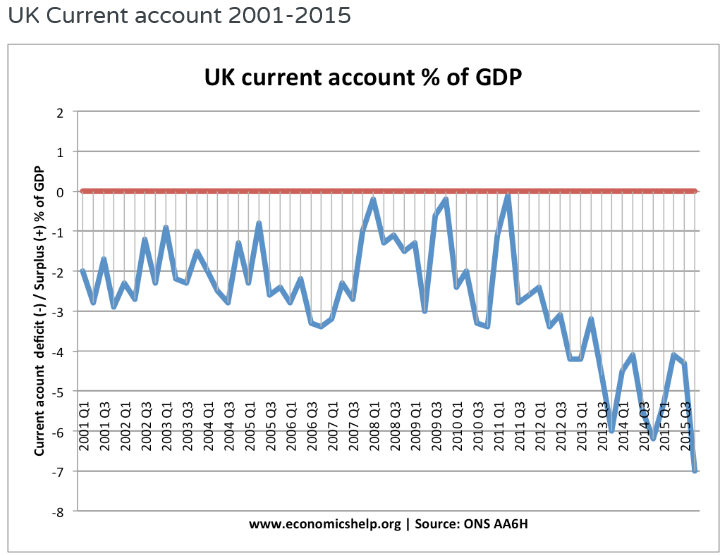 UK Current account 2001-2015
UK current account % of GDP
Current account deficit (-) / Surplus (+) % of GDP
2
1
0
-1
-2
-3
-4
-5
-6
-7
-8
2001 Q1
2001 Q3
2002 Q1
2002 Q3
2003 Q1
2003 Q3
2004 Q1
2004 Q3
2005 Q1
2005 Q3
2006 Q1
2006 Q3
2007 Q1
2007 Q3
2008 Q1
2008 Q3
2009 Q1
2009 Q3
2010 Q1
2010 Q3
2011 Q1
2011 Q3
2012 Q1
2012 Q3
2013 Q1
2013 Q3
2014 Q1
2014 Q3
2015 Q1
2015 Q3
www.economicshelp.org | Source: ONS AA6H